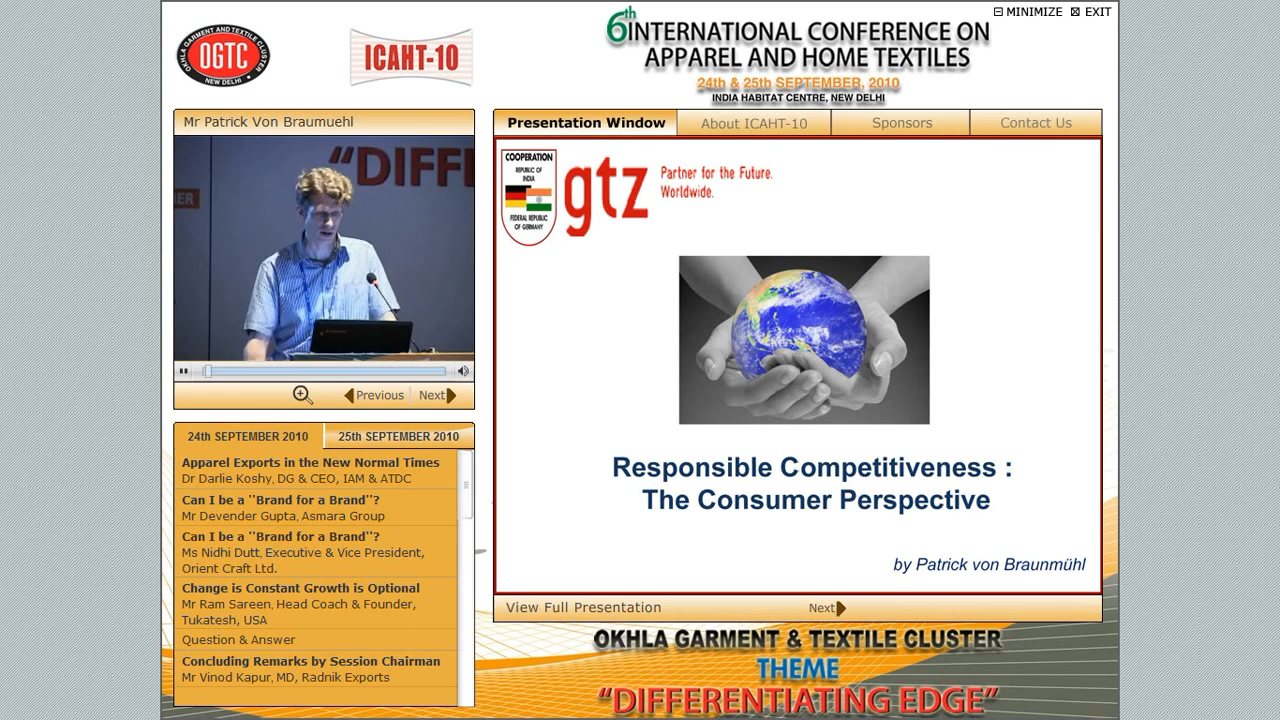 MINIMIZE EXIT
OKHLA GARMENT AND TEXTILE CLUSTER
OGTC
NEW DELHI
ICAHT-10
6th INTERNATIONAL CONFERENCE ON
APPAREL AND HOME TEXTILES
24th & 25th SEPTEMBER, 2010
INDIA HABITAT CENTRE, NEW DELHI
Mr Patrick Von Braumuehl
"DIFF
Previous Next
24th SEPTEMBER 2010 25th SEPTEMBER 2010
Apparel Exports in the New Normal Times
Dr Darlie Koshy, DG & CEO, IAM & ATDC
Can I be a "Brand for a Brand"?
Mr Devender Gupta, Asmara Group
Can I be a "Brand for a Brand"?
Ms Nidhi Dutt, Executive & Vice President,
Orient Craft Ltd.
Change is Constant Growth is Optional
Mr Ram Sareen, Head Coach & Founder,
Tukatesh, USA
Question & Answer
Concluding Remarks by Session Chairman
Mr Vinod Kapur, MD, Radnik Exports
Presentation Window About ICAHT-10 Sponsors Contact Us
COOPERATION
REPUBLIC OF
INDIA
FEDERAL REPUBLIC
OF GERMANY
gtz
Partner for the Future.
Worldwide.
Responsible Competitiveness :
The Consumer Perspective
by Patrick von Braunmühl
View Full Presentation Next
OKHLA GARMENT & TEXTILE CLUSTER
THEME
"DIFFERENTIATING EDGE"